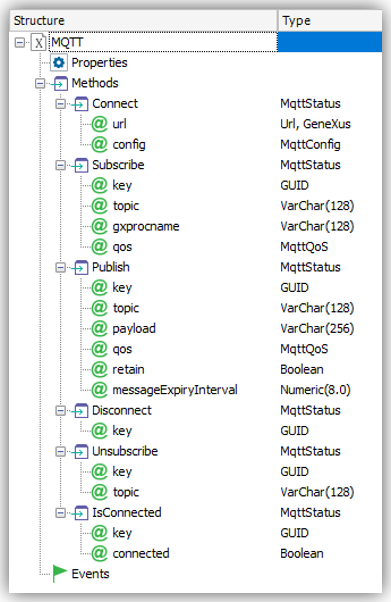 Structure Type
MQTT
Properties
Methods
Connect MqttStatus
url Url, GeneXus
config MqttConfig
Subscribe MqttStatus
key GUID
topic VarChar(128)
gxprocname VarChar(128)
qos MqttQoS
Publish MqttStatus
key GUID
topic VarChar(128)
payload VarChar(256)
qos MqttQoS
retain Boolean
messageExpiryInterval Numeric(8.0)
Disconnect MqttStatus
key GUID
Unsubscribe MqttStatus
key GUID
topic VarChar(128)
IsConnected MqttStatus
key GUID
connected Boolean
Events